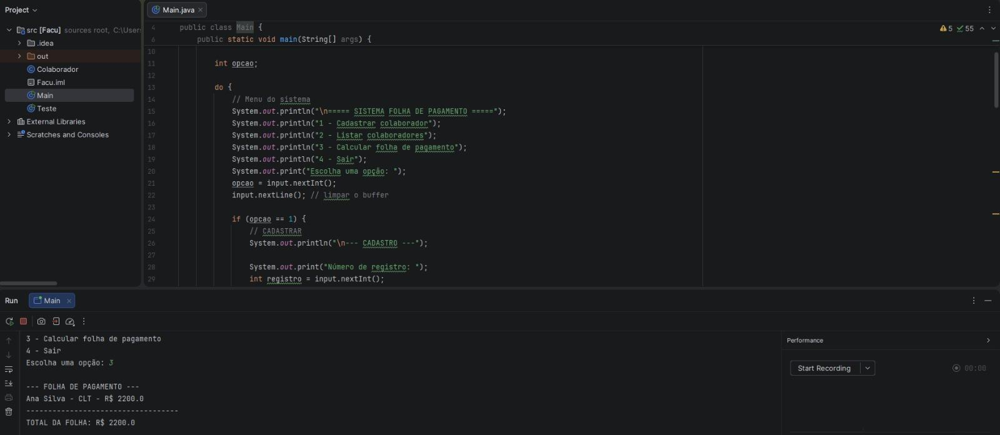 Project
src [Facu] sources root, C:\Users
.idea
out
Colaborador
Facu.iml
Main
Teste
External Libraries
Scratches and Consoles
Main.java
5 55
4 public class Main {
6 public static void main(String[] args) {
10
11 int opcao;
12
13 do {
14 // Menu do sistema
15 System.out.println("\n===== SISTEMA FOLHA DE PAGAMENTO =====");
16 System.out.println("1 - Cadastrar colaborador");
17 System.out.println("2 - Listar colaboradores");
18 System.out.println("3 - Calcular folha de pagamento");
19 System.out.println("4 - Sair");
20 System.out.print("Escolha uma opção: ");
21 opcao = input.nextInt();
22 input.nextLine(); // limpar o buffer
23
24 if (opcao == 1) {
25 // CADASTRAR
26 System.out.println("\n--- CADASTRO ---");
27
28 System.out.print("Número de registro: ");
29 int registro = input.nextInt();
Run Main
3 - Calcular folha de pagamento
4 - Sair
Escolha uma opção: 3
--- FOLHA DE PAGAMENTO ---
Ana Silva - CLT - R$ 2200.0
-----------------------------------
TOTAL DA FOLHA: R$ 2200.0
Performance
Start Recording
00:00